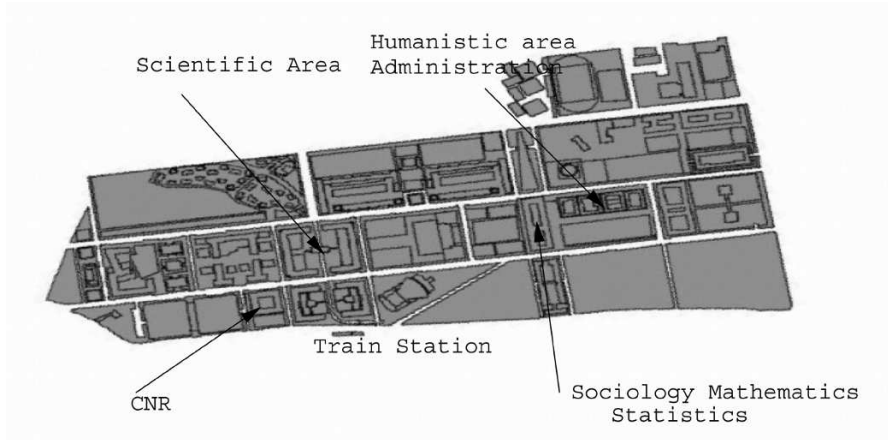 Humanistic area
Administration
Scientific Area
Train Station
CNR
Sociology Mathematics
Statistics